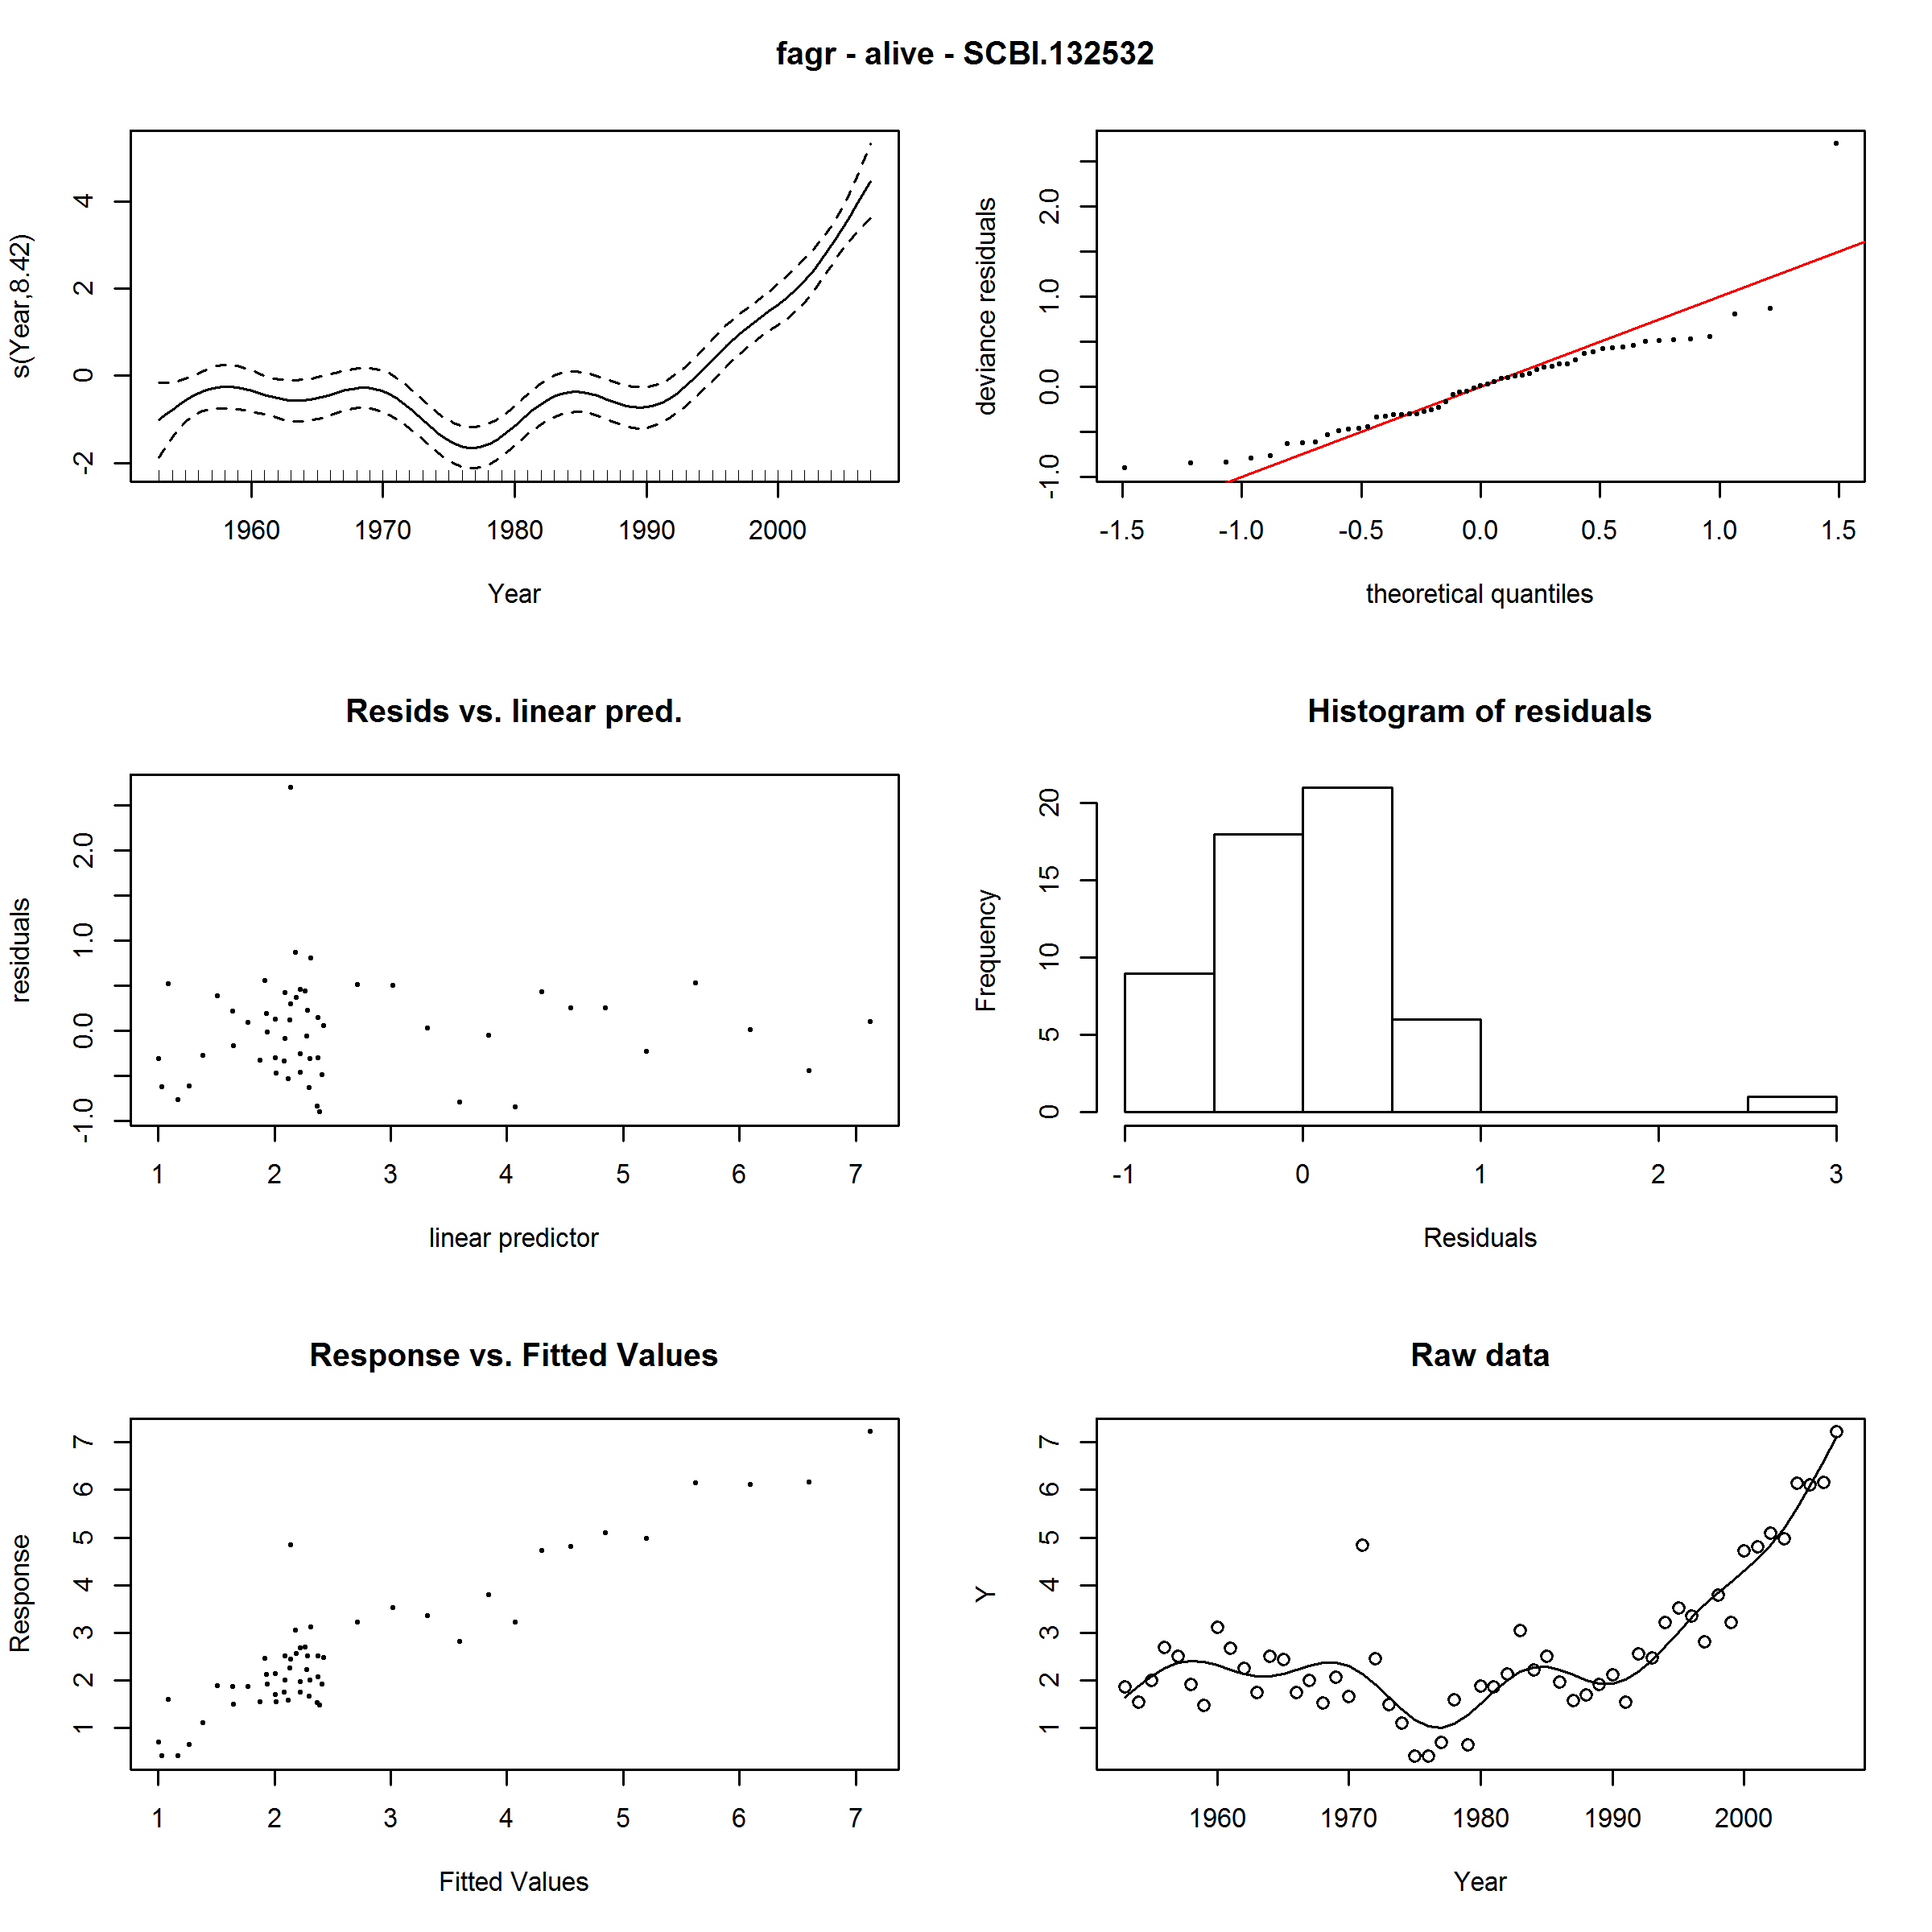 fagr - alive - SCBI.132532
s(Year,8.42)
-2 0 2 4
1960 1970 1980 1990 2000
Year
deviance residuals
-1.0 0.0 1.0 2.0
-1.5 -1.0 -0.5 0.0 0.5 1.0 1.5
theoretical quantiles
Resids vs. linear pred.
residuals
-1.0 0.0 1.0 2.0
1 2 3 4 5 6 7
linear predictor
Histogram of residuals
Frequency
0 5 10 15 20
-1 0 1 2 3
Residuals
Response vs. Fitted Values
Response
1 2 3 4 5 6 7
1 2 3 4 5 6 7
Fitted Values
Raw data
Y
1 2 3 4 5 6 7
1960 1970 1980 1990 2000
Year